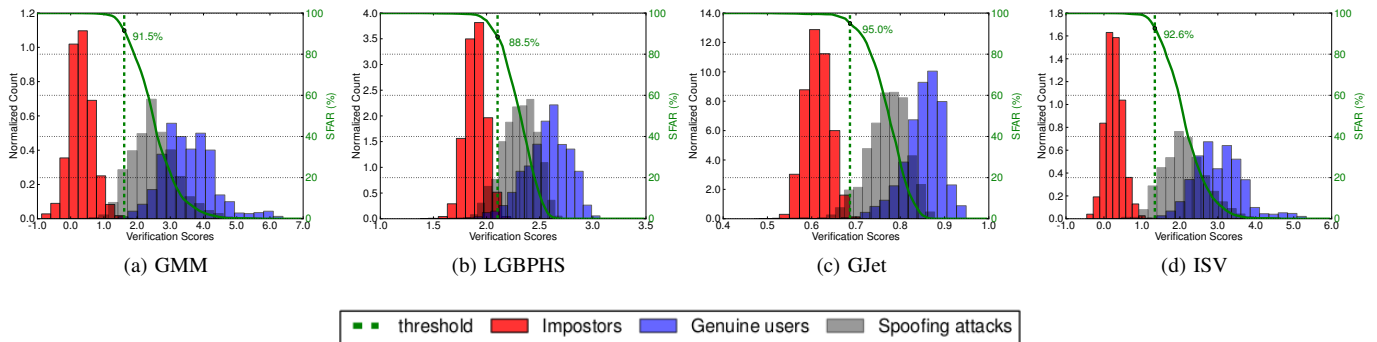 1.2
1.0
0.8
0.6
0.4
0.2
0.0
Normalized Count
-1.0 0.0 1.0 2.0 3.0 4.0 5.0 6.0 7.0
Verification Scores
100
80
60
40
20
0
SFAR (%)
91.5%
(a) GMM
4.0
3.5
3.0
2.5
2.0
1.5
1.0
0.5
0.0
Normalized Count
1.0 1.5 2.0 2.5 3.0 3.5
Verification Scores
100
80
60
40
20
0
SFAR (%)
88.5%
(b) LGBPHS
14.0
12.0
10.0
8.0
6.0
4.0
2.0
0.0
Normalized Count
0.4 0.5 0.6 0.7 0.8 0.9 1.0
Verification Scores
100
80
60
40
20
0
SFAR (%)
95.0%
(c) GJet
1.8
1.6
1.4
1.2
1.0
0.8
0.6
0.4
0.2
0.0
Normalized Count
-1.0 0.0 1.0 2.0 3.0 4.0 5.0 6.0
Verification Scores
100
80
60
40
20
0
SFAR (%)
92.6%
(d) ISV
threshold Impostors Genuine users Spoofing attacks